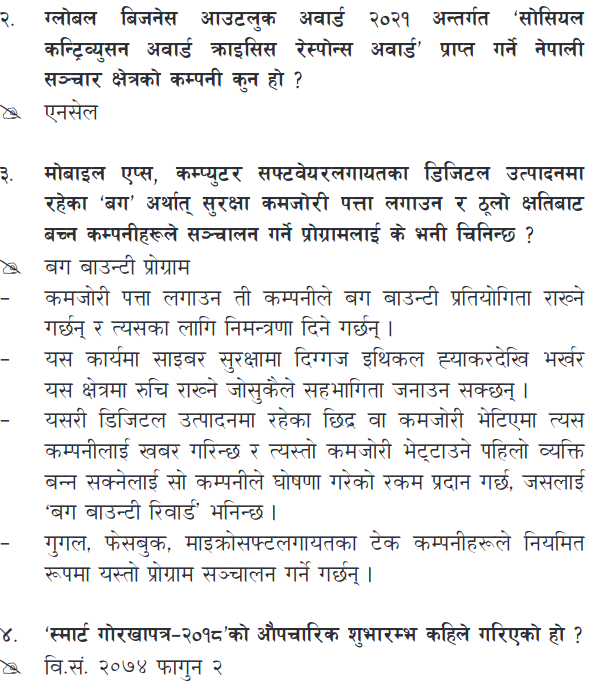 २. ग्लोबल बिजनेस आउटलुक अवार्ड २०२१ अन्तर्गत ‘सोसियल
कन्ट्रिव्युसन अवार्ड क्राइसिस रेस्पोन्स अवार्ड’ प्राप्त गर्ने नेपाली
सञ्चार क्षेत्रको कम्पनी कुन हो ?
एनसेल
३. मोबाइल एप्स, कम्प्युटर सफ्टवेयरलगायतका डिजिटल उत्पादनमा
रहेका ‘बग’ अर्थात् सुरक्षा कमजोरी पत्ता लगाउन र ठूलो क्षतिबाट
बच्न कम्पनीहरूले सञ्चालन गर्ने प्रोग्रामलाई के भनी चिनिन्छ ?
बग बाउन्टी प्रोग्राम
– कमजोरी पत्ता लगाउन ती कम्पनीले बग बाउन्टी प्रतियोगिता राख्ने
गर्छन् र त्यसका लागि निमन्त्रणा दिने गर्छन् ।
– यस कार्यमा साइबर सुरक्षामा दिग्गज इथिकल ह्याकरदेखि भर्खर
यस क्षेत्रमा रुचि राख्ने जोसुकैले सहभागिता जनाउन सक्छन् ।
– यसरी डिजिटल उत्पादनमा रहेका छिद्र वा कमजोरी भेटिएमा त्यस
कम्पनीलाई खबर गरिन्छ र त्यस्तो कमजोरी भेट्टाउने पहिलो व्यक्ति
बन्न सक्नेलाई सो कम्पनीले घोषणा गरेको रकम प्रदान गर्छ, जसलाई
‘बग बाउन्टी रिवार्ड’ भनिन्छ ।
– गुगल, फेसबुक, माइक्रोसफ्टलगायतका टेक कम्पनीहरूले नियमित
रूपमा यस्तो प्रोग्राम सञ्चालन गर्ने गर्छन् ।
४. ‘स्मार्ट गोरखापत्र–२०१८’को औपचारिक शुभारम्भ कहिले गरिएको हो ?
वि.सं. २०७४ फागुन २